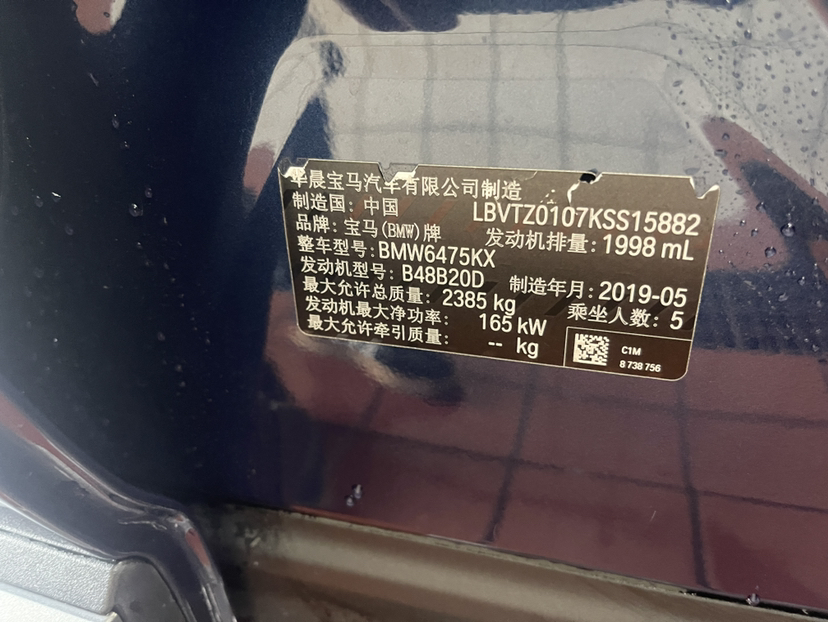 华晨宝马汽车有限公司制造
制造国: 中国 LBVTZ0107KSS15882
品牌: 宝马(BMW)牌 发动机排量: 1998 mL
整车型号: BMW6475KX
发动机型号: B48B20D 制造年月: 2019-05
最大允许总质量: 2385 kg 乘坐人数: 5
发动机最大净功率: 165 kW
最大允许牵引质量: -- kg
C1M
8 738 756